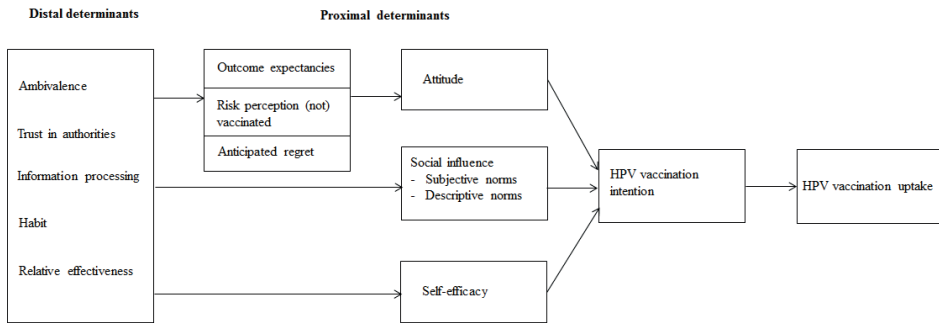 Distal determinants
Proximal determinants
Ambivalence
Trust in authorities
Information processing
Habit
Relative effectiveness
Outcome expectancies
Risk perception (not)
vaccinated
Anticipated regret
Attitude
Social influence
- Subjective norms
- Descriptive norms
Self-efficacy
HPV vaccination
intention
HPV vaccination uptake